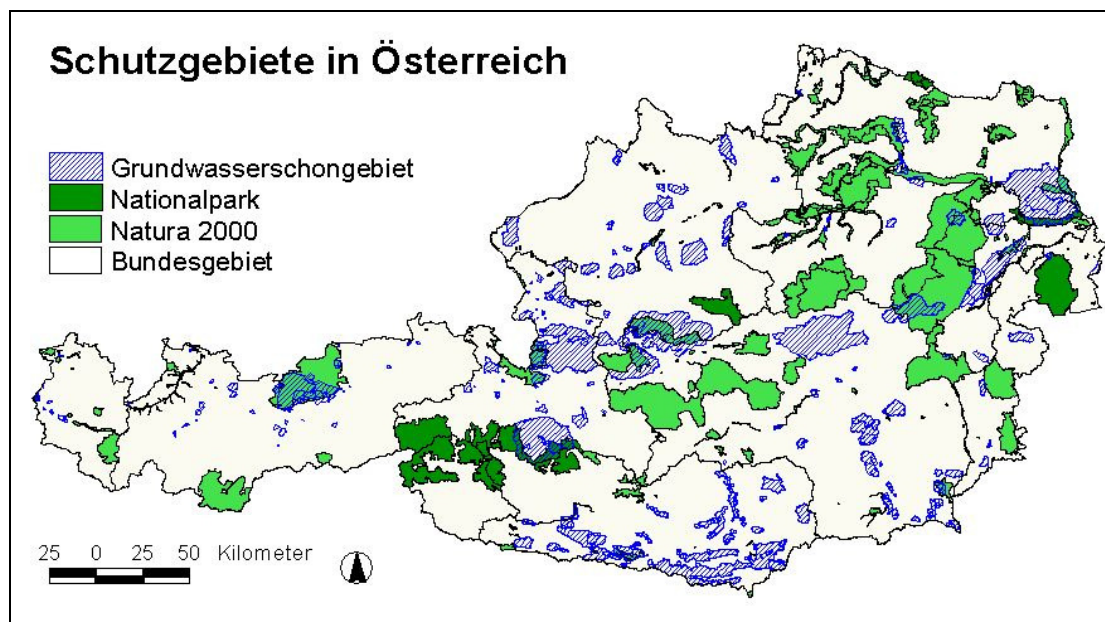 Schutzgebiete in Österreich
Grundwasserschongebiet
Nationalpark
Natura 2000
Bundesgebiet
25 0 25 50 Kilometer